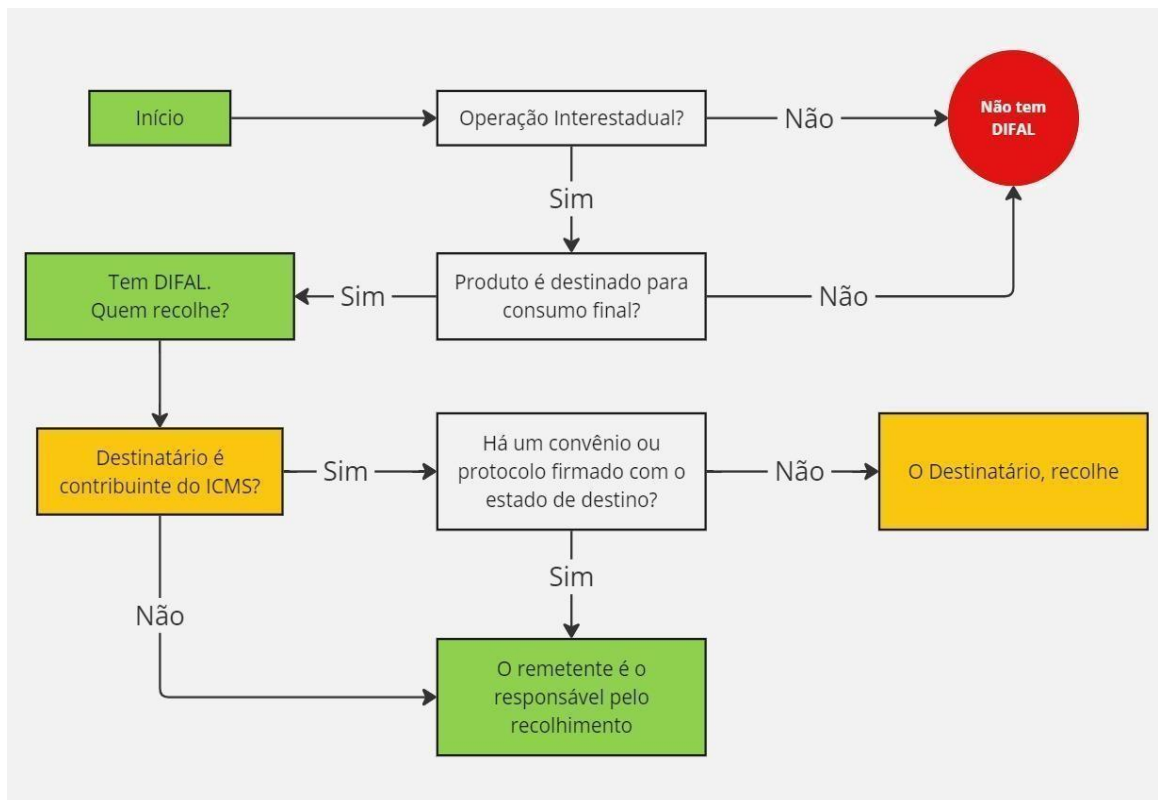 Início
Operação Interestadual?
Não
Não tem
DIFAL
Sim
Tem DIFAL.
Quem recolhe?
Sim
Produto é destinado para
consumo final?
Não
Destinatário é
contribuinte do ICMS?
Sim
Há um convênio ou
protocolo firmado com o
estado de destino?
Não
O Destinatário, recolhe
Sim
Não
O remetente é o
responsável pelo
recolhimento